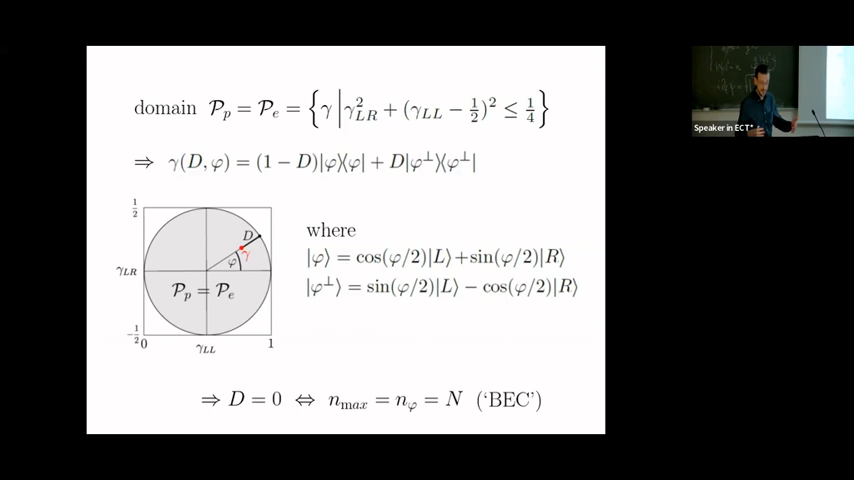 domain $\mathcal{P}_p = \mathcal{P}_e = \left\{ \gamma \middle| \gamma_{LR}^2 + (\gamma_{LL} - \frac{1}{2})^2 \leq \frac{1}{4} \right\}$
$\Rightarrow \gamma(D, \varphi) = (1 - D)|\varphi\rangle\langle\varphi| + D|\varphi^\perp\rangle\langle\varphi^\perp|$
$\frac{1}{2}$
D
φ γ
$\gamma_{LR}$
$\mathcal{P}_p = \mathcal{P}_e$
$-\frac{1}{2}$
0 $\gamma_{LL}$ 1
where
$|\varphi\rangle = \cos(\varphi/2)|L\rangle + \sin(\varphi/2)|R\rangle$
$|\varphi^\perp\rangle = \sin(\varphi/2)|L\rangle - \cos(\varphi/2)|R\rangle$
$\Rightarrow D = 0 \Leftrightarrow n_{\max} = n_\varphi = N$ ('BEC')
Speaker in ECT*